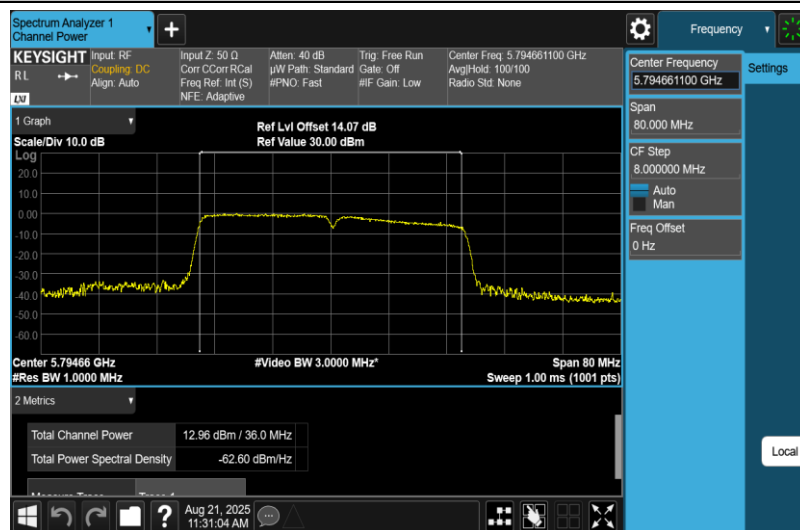 Spectrum Analyzer 1
Channel Power
+
Frequency
KEYSIGHT
RL
LXI
Input: RF
Coupling: DC
Align: Auto
Input Z: 50 Ω
Corr CCorr RCal
Freq Ref: Int (S)
NFE: Adaptive
Atten: 40 dB
µW Path: Standard
#PNO: Fast
Trig: Free Run
Gate: Off
#IF Gain: Low
Center Freq: 5.794661100 GHz
Avg|Hold: 100/100
Radio Std: None
Center Frequency
5.794661100 GHz
Settings
Span
80.000 MHz
CF Step
8.000000 MHz
Auto
Man
Freq Offset
0 Hz
1 Graph
Scale/Div 10.0 dB
Ref Lvl Offset 14.07 dB
Ref Value 30.00 dBm
Log
20.0
10.0
0.00
-10.0
-20.0
-30.0
-40.0
-50.0
-60.0
Center 5.79466 GHz
#Video BW 3.0000 MHz*
Span 80 MHz
#Res BW 1.0000 MHz
Sweep 1.00 ms (1001 pts)
2 Metrics
Total Channel Power 12.96 dBm / 36.0 MHz
Total Power Spectral Density -62.60 dBm/Hz
Local
?
Aug 21, 2025
11:31:04 AM